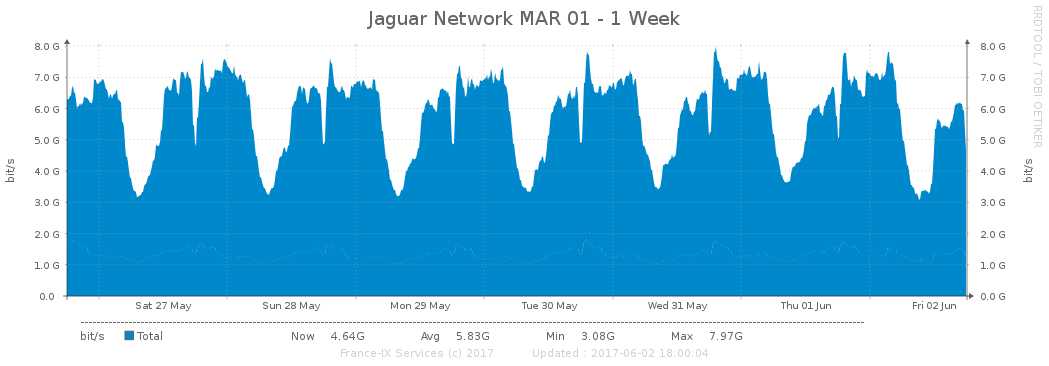 Jaguar Network MAR 01 - 1 Week
RRDTOOL / TOBI OETIKER
bit/s
bit/s
8.0 G 8.0 G
7.0 G 7.0 G
6.0 G 6.0 G
5.0 G 5.0 G
4.0 G 4.0 G
3.0 G 3.0 G
2.0 G 2.0 G
1.0 G 1.0 G
0.0 0.0 G
Sat 27 May Sun 28 May Mon 29 May Tue 30 May Wed 31 May Thu 01 Jun Fri 02 Jun
bit/s Total Now 4.64G Avg 5.83G Min 3.08G Max 7.97G
France-IX Services (c) 2017 Updated : 2017-06-02 18:00:04